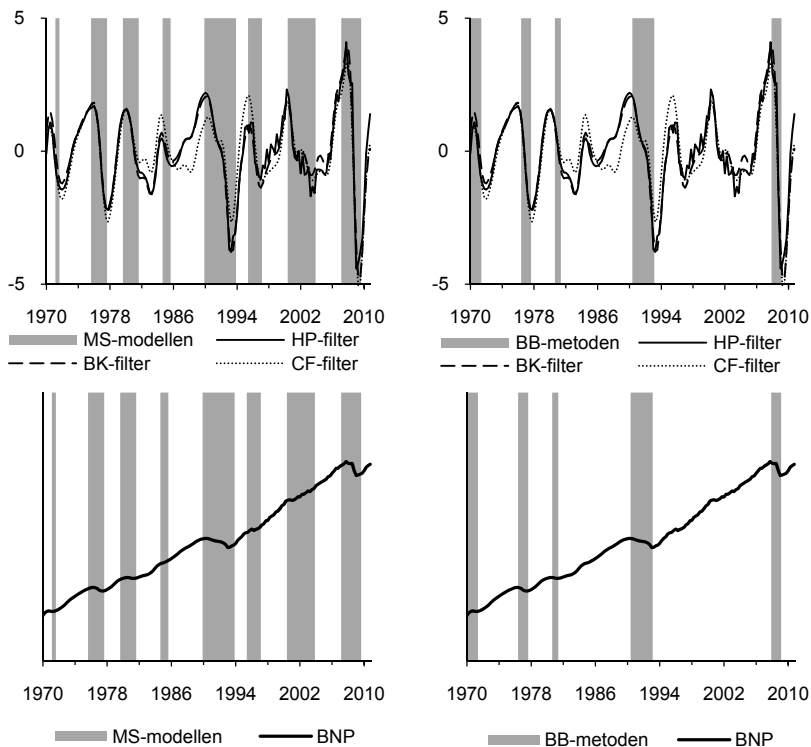 5
0
-5
1970 1978 1986 1994 2002 2010
MS-modellen HP-filter
BK-filter CF-filter
5
0
-5
1970 1978 1986 1994 2002 2010
BB-metoden HP-filter
BK-filter CF-filter
1970 1978 1986 1994 2002 2010
MS-modellen BNP
1970 1978 1986 1994 2002 2010
BB-metoden BNP